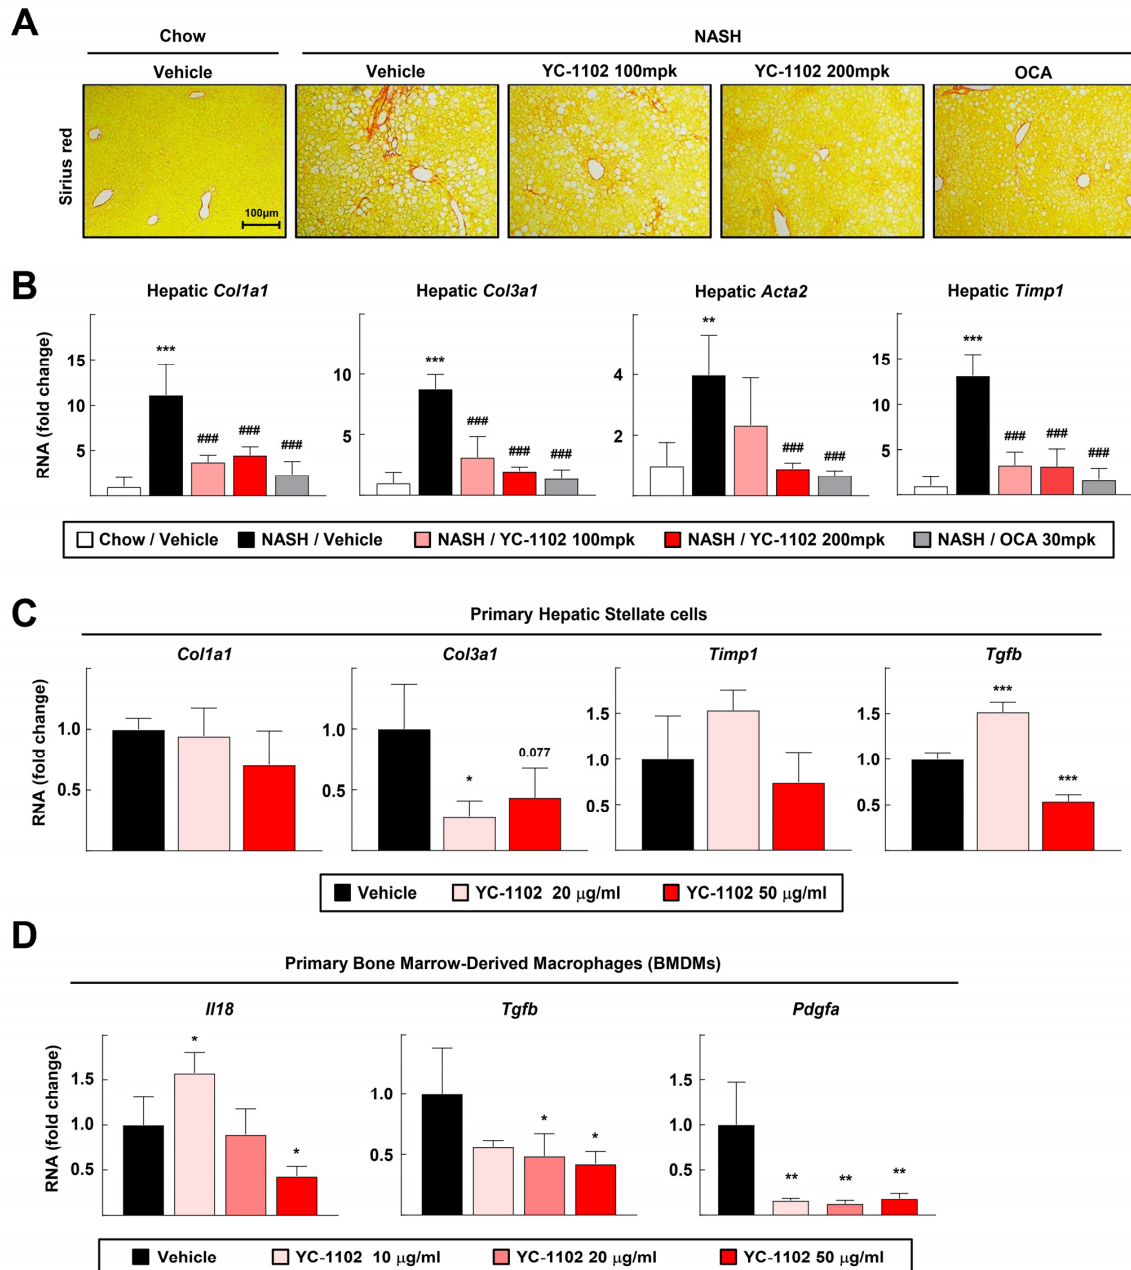 A
Chow
NASH
Vehicle
Vehicle
YC-1102 100mpk
YC-1102 200mpk
OCA
Sirius red
100μm
B
Hepatic Col1a1
Hepatic Col3a1
Hepatic Acta2
Hepatic Timp1
RNA (fold change)
15
10
5
***
###
###
###
10
5
***
###
###
###
4
2
**
###
###
15
10
5
***
###
###
###
Chow / Vehicle
NASH / Vehicle
NASH / YC-1102 100mpk
NASH / YC-1102 200mpk
NASH / OCA 30mpk
C
Primary Hepatic Stellate cells
Col1a1
Col3a1
Timp1
Tgfb
RNA (fold change)
1.0
0.5
1.0
0.5
*
0.077
1.5
1.0
0.5
1.5
1.0
0.5
***
***
Vehicle
YC-1102 20 μg/ml
YC-1102 50 μg/ml
D
Primary Bone Marrow-Derived Macrophages (BMDMs)
Il18
Tgfb
Pdgfa
RNA (fold change)
1.5
1.0
0.5
*
*
1.0
0.5
*
*
1.5
1.0
0.5
**
**
**
Vehicle
YC-1102 10 μg/ml
YC-1102 20 μg/ml
YC-1102 50 μg/ml